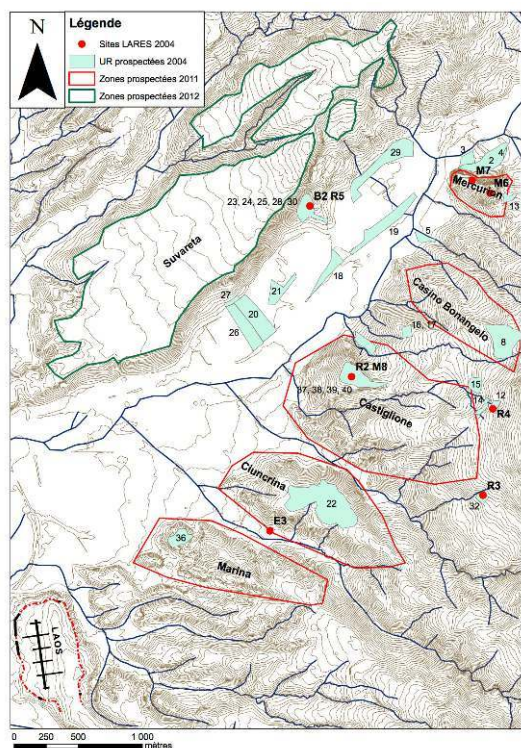 Légende
N
Sites LARES 2004
UR prospectées 2004
Zones prospectées 2011
Zones prospectées 2012
29
3
4
2
M7
M6
Mercurion
13
B2 R5
23, 24, 25, 28, 30
Suvareta
19
5
18
Casino Bonangelo
27
21
20
26
16, 17
8
7
R2 M8
37, 38, 39, 40
15
14
12
R4
Castiglione
R3
32
Ciuncrina
22
E3
36
Marina
LAOS
0 250 500 1 000
mètres